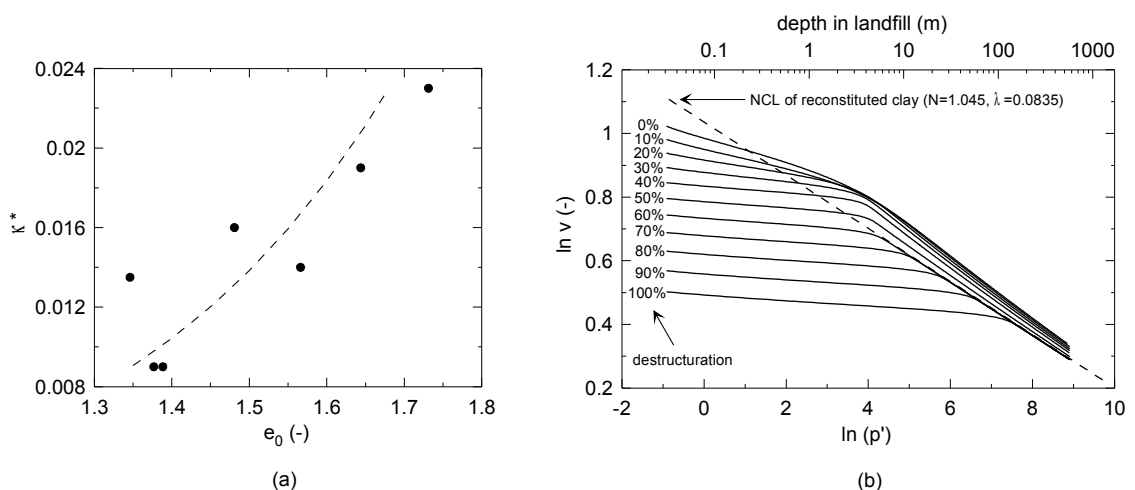 0.024
0.02
0.016
0.012
0.008
1.3 1.4 1.5 1.6 1.7 1.8
κ*
e0 (-)
(a)
depth in landfill (m)
0.1 1 10 100 1000
1.2
1
0.8
0.6
0.4
0.2
ln v (-)
NCL of reconstituted clay (N=1.045, λ=0.0835)
0%
10%
20%
30%
40%
50%
60%
70%
80%
90%
100%
destructuration
-2 0 2 4 6 8 10
ln (p')
(b)